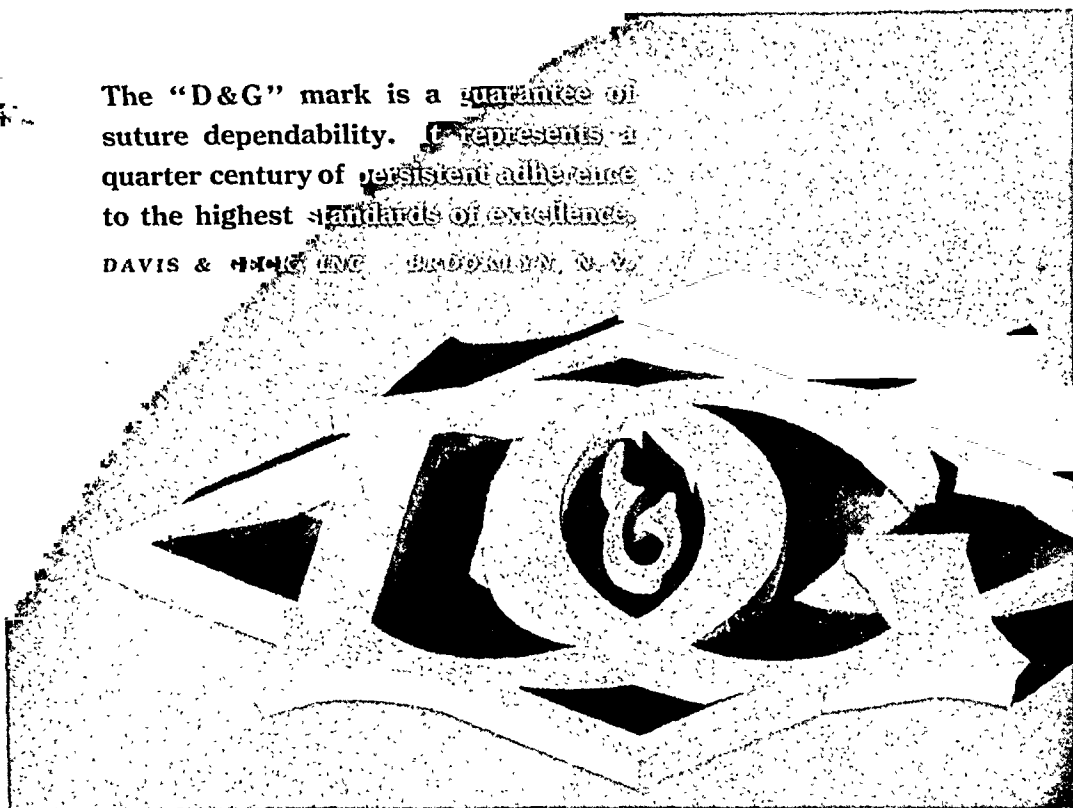 The “D&G” mark is a guarantee of
suture dependability. It represents a
quarter century of persistent adherence
to the highest standards of excellence.
DAVIS & GECK INC BROOKLYN, N. Y.